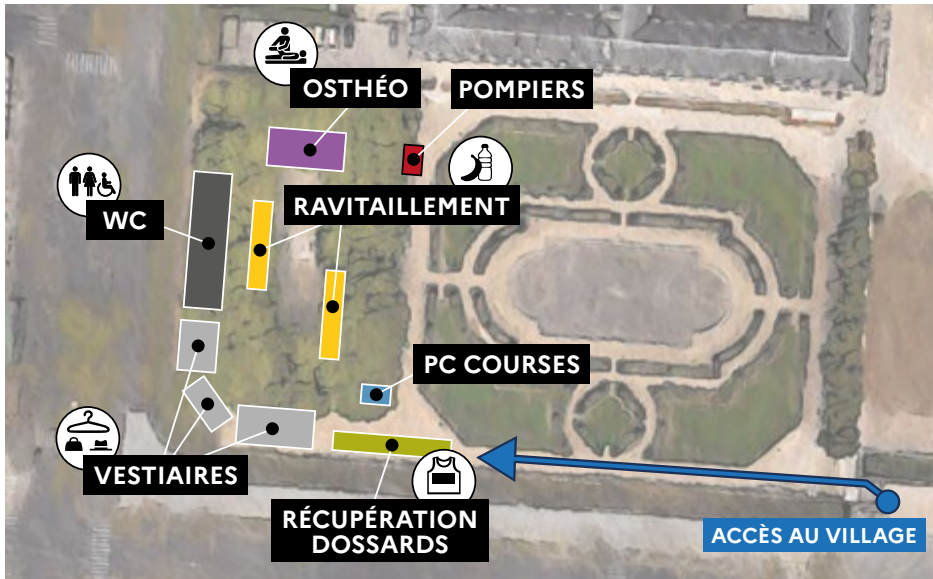 OSTHÉO
POMPIERS
WC
RAVITAILLEMENT
PC COURSES
VESTIAIRES
RÉCUPÉRATION
DOSSARDS
ACCÈS AU VILLAGE